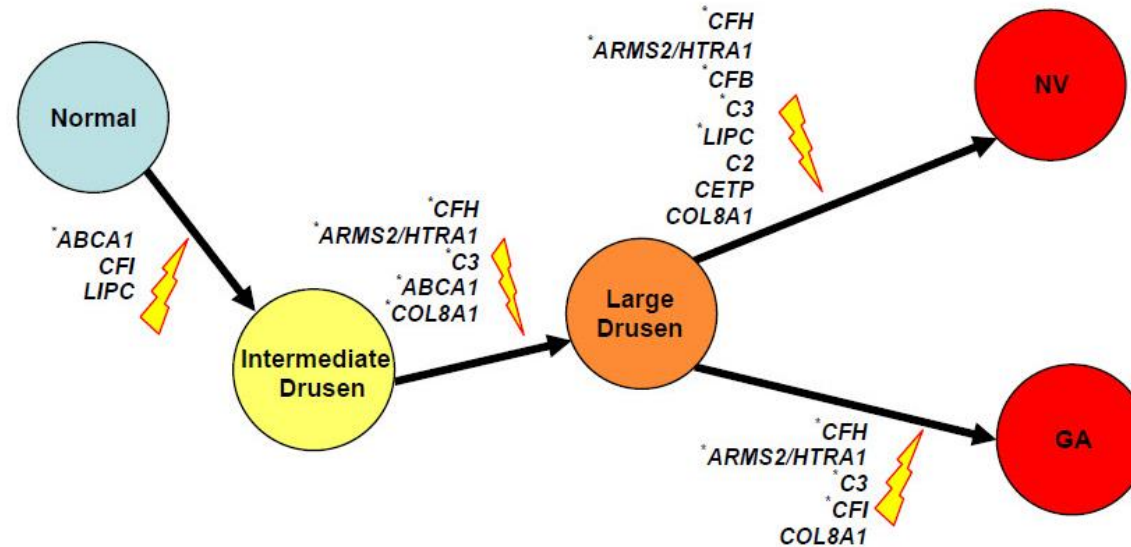 Normal
*ABCA1
CFI
LIPC
Intermediate
Drusen
*CFH
*ARMS2/HTRA1
*C3
*ABCA1
*COL8A1
Large
Drusen
*CFH
*ARMS2/HTRA1
*CFB
*C3
*LIPC
C2
CETP
COL8A1
NV
*CFH
*ARMS2/HTRA1
*C3
*CFI
COL8A1
GA